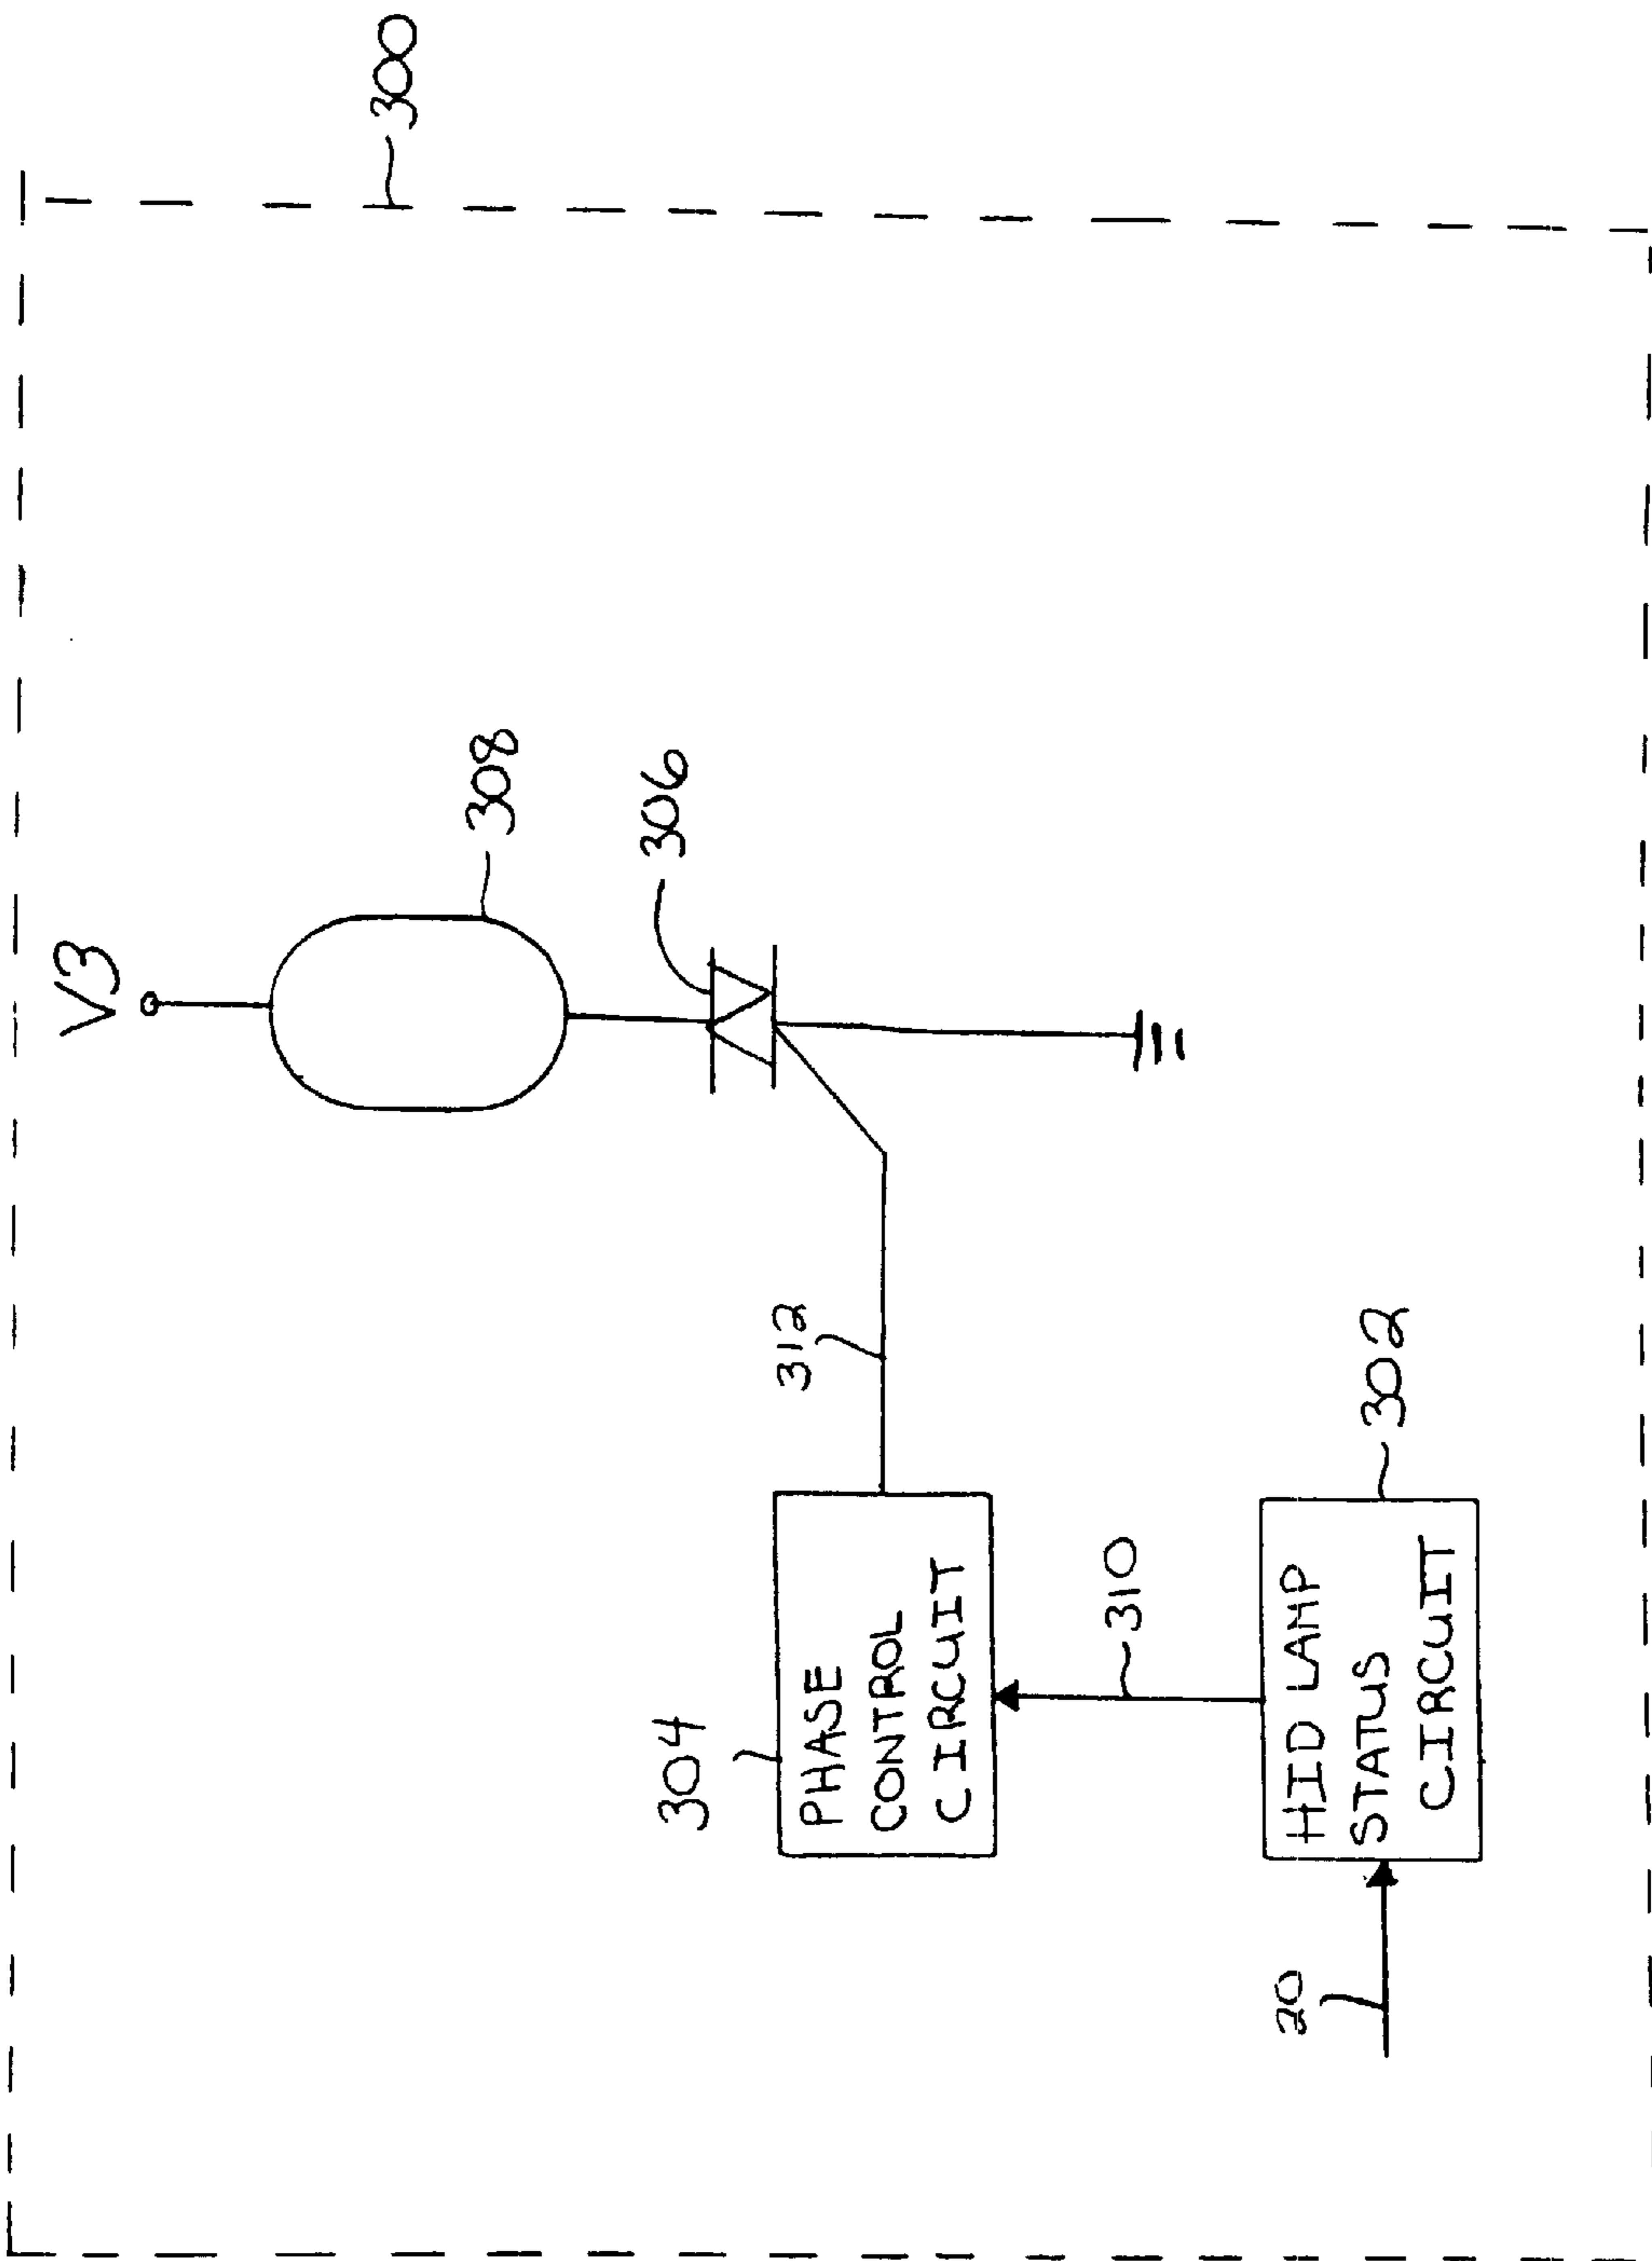 300
V3
308
306
312
304
PHASE
CONTROL
CIRCUIT
310
302
HID LAMP
STATUS
CIRCUIT
20